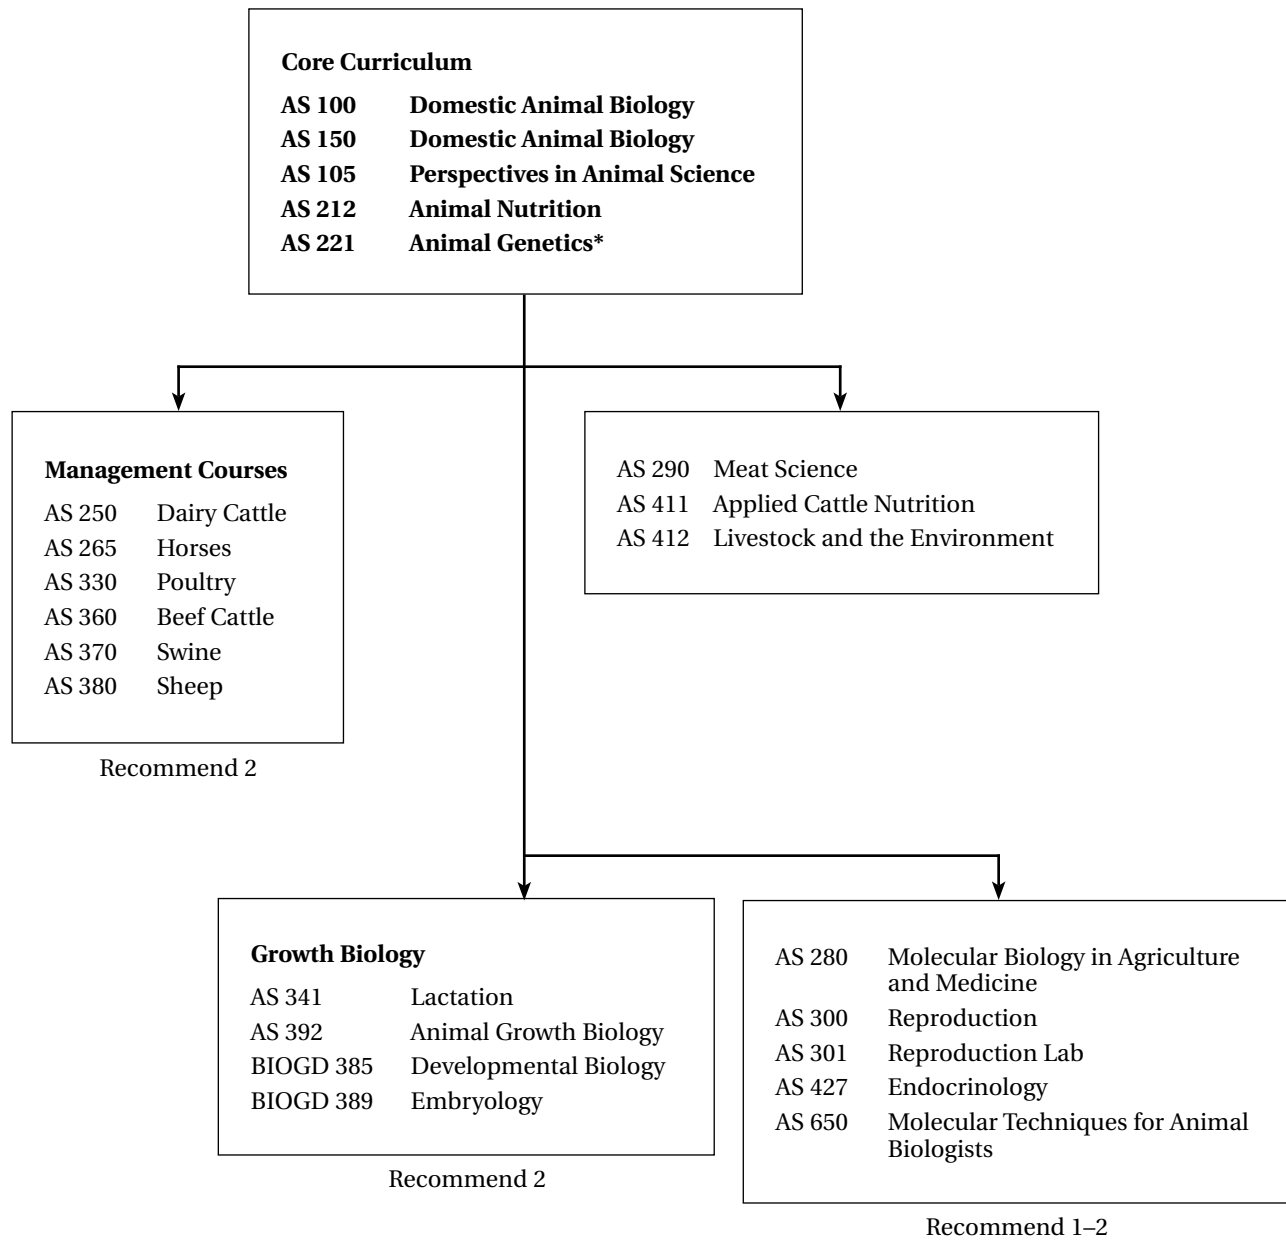 Core Curriculum
AS 100 Domestic Animal Biology
AS 150 Domestic Animal Biology
AS 105 Perspectives in Animal Science
AS 212 Animal Nutrition
AS 221 Animal Genetics*
Management Courses
AS 250 Dairy Cattle
AS 265 Horses
AS 330 Poultry
AS 360 Beef Cattle
AS 370 Swine
AS 380 Sheep
Recommend 2
AS 290 Meat Science
AS 411 Applied Cattle Nutrition
AS 412 Livestock and the Environment
Growth Biology
AS 341 Lactation
AS 392 Animal Growth Biology
BIOGD 385 Developmental Biology
BIOGD 389 Embryology
Recommend 2
AS 280 Molecular Biology in Agriculture
and Medicine
AS 300 Reproduction
AS 301 Reproduction Lab
AS 427 Endocrinology
AS 650 Molecular Techniques for Animal
Biologists
Recommend 1–2